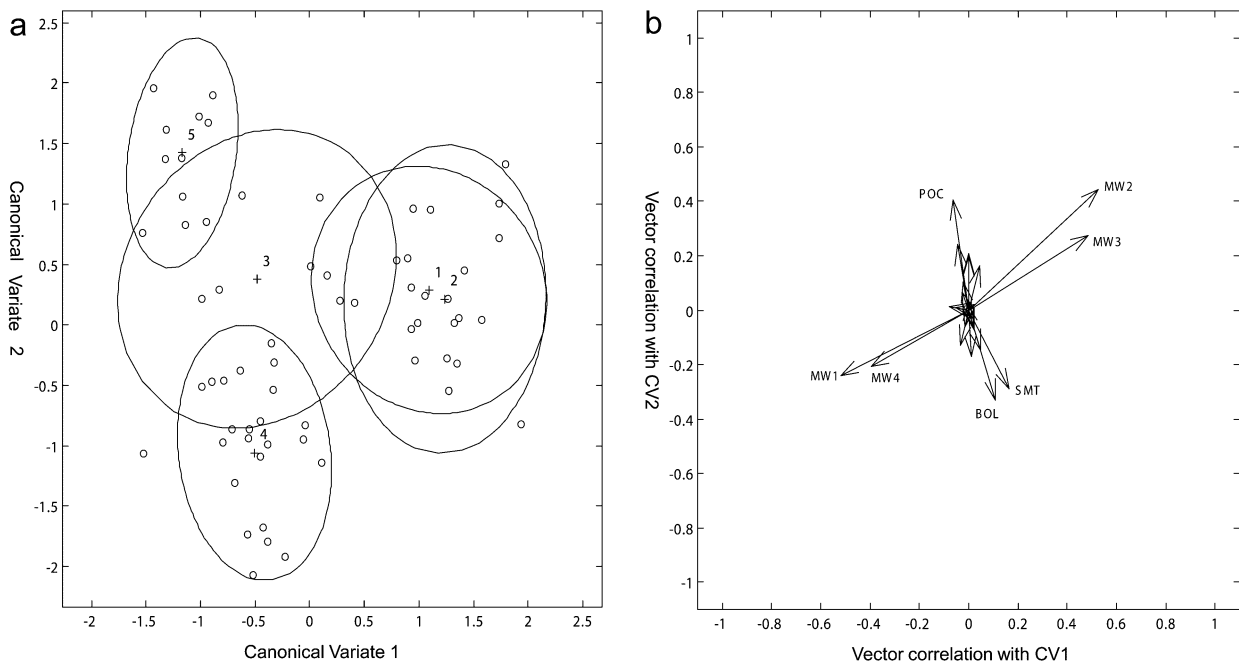 a
2.5
2
1.5
1
0.5
0
-0.5
-1
-1.5
-2
Canonical Variate 2
5
3
1
2
4
-2 -1.5 -1 -0.5 0 0.5 1 1.5 2 2.5
Canonical Variate 1
b
1
0.8
0.6
0.4
0.2
0
-0.2
-0.4
-0.6
-0.8
-1
Vector correlation with CV2
POC
MW2
MW3
MW1
MW4
SMT
BOL
-1 -0.8 -0.6 -0.4 -0.2 0 0.2 0.4 0.6 0.8 1
Vector correlation with CV1